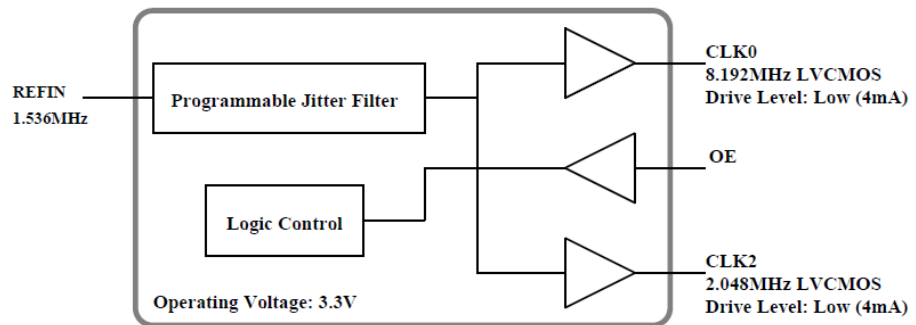 REFIN
1.536MHz
Programmable Jitter Filter
Logic Control
Operating Voltage: 3.3V
CLK0
8.192MHz LVCMOS
Drive Level: Low (4mA)
OE
CLK2
2.048MHz LVCMOS
Drive Level: Low (4mA)